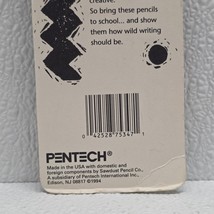 creative.
So bring these pencils
to school... and show
them how wild writing
should be.
0 42528 75347 1
PENTECH®
Made in the USA with domestic and
foreign components by Sawdust Pencil Co.,
A subsidiary of Pentech International Inc.,
Edison, NJ 08817 ©1994